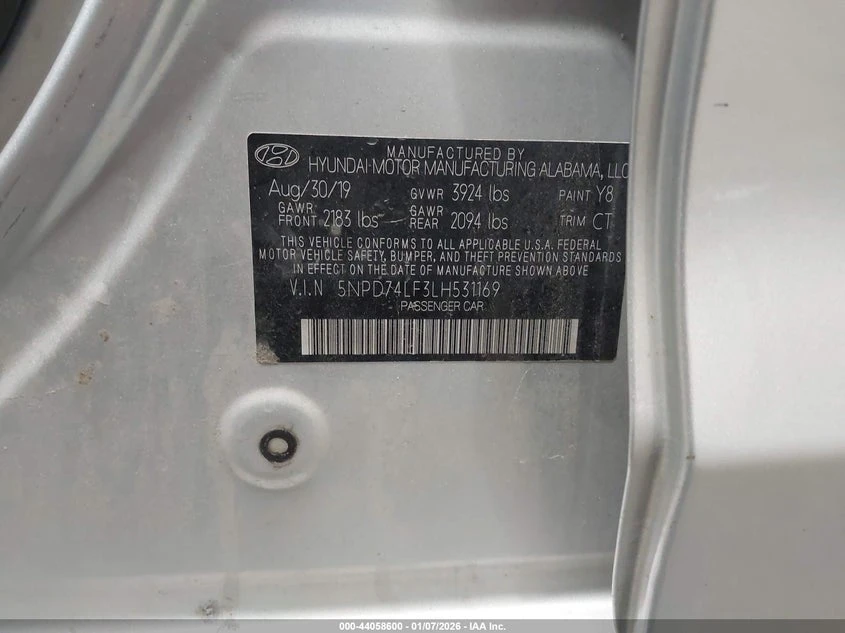 MANUFACTURED BY
HYUNDAI MOTOR MANUFACTURING ALABAMA, LLC
Aug/30/19 GVWR 3924 lbs PAINT Y8
GAWR FRONT 2183 lbs GAWR REAR 2094 lbs TRIM CT
THIS VEHICLE CONFORMS TO ALL APPLICABLE U.S.A. FEDERAL
MOTOR VEHICLE SAFETY, BUMPER, AND THEFT PREVENTION STANDARDS
IN EFFECT ON THE DATE OF MANUFACTURE SHOWN ABOVE
V.I.N 5NPD74LF3LH531169
PASSENGER CAR
000-44058600 - 01/07/2026 - IAA Inc.